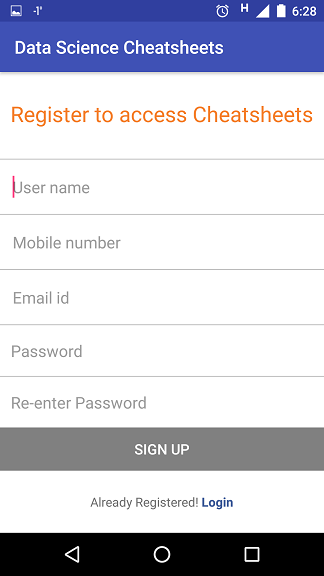 -1' H 6:28
Data Science Cheatsheets
Register to access Cheatsheets
User name
Mobile number
Email id
Password
Re-enter Password
SIGN UP
Already Registered! Login